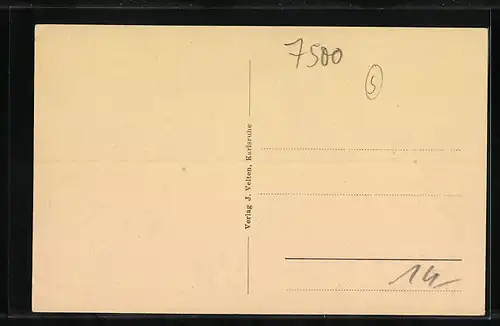 7500
5
Verlag J. Velten, Karlsruhe
14